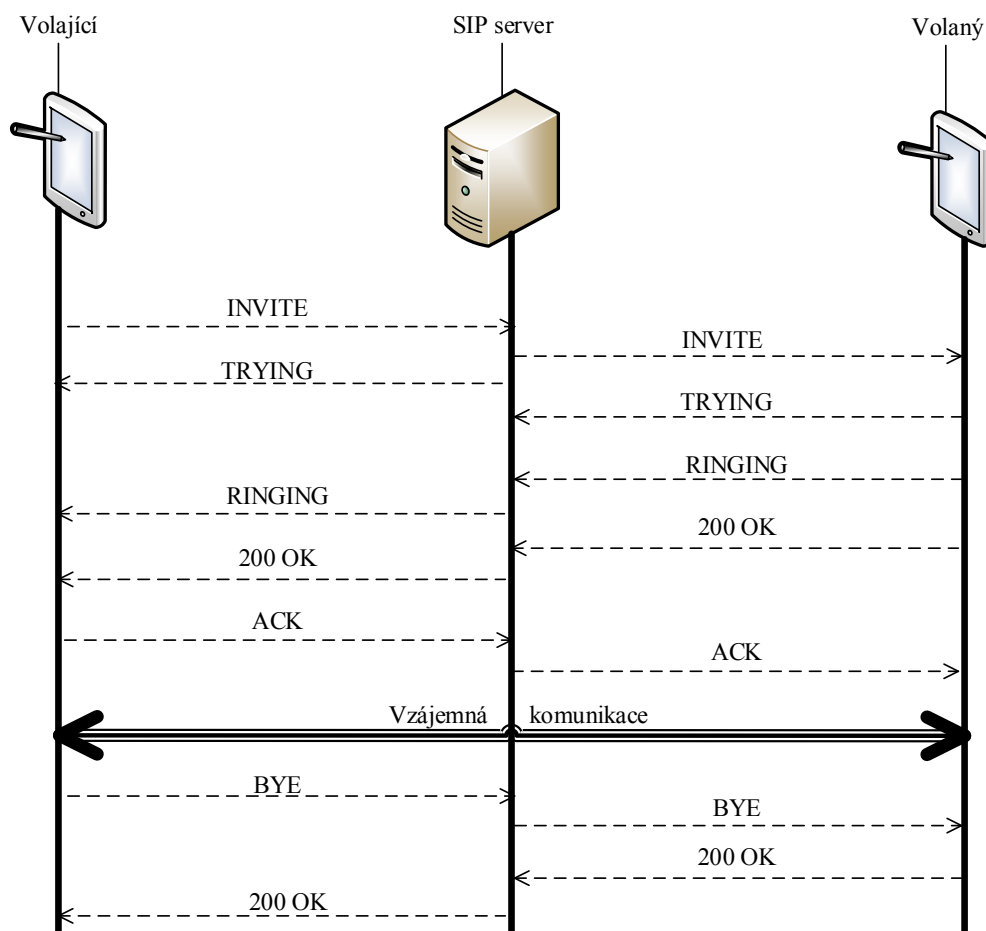 Volající
SIP server
Volaný
INVITE
INVITE
TRYING
TRYING
RINGING
RINGING
200 OK
200 OK
ACK
ACK
Vzájemná komunikace
BYE
BYE
200 OK
200 OK